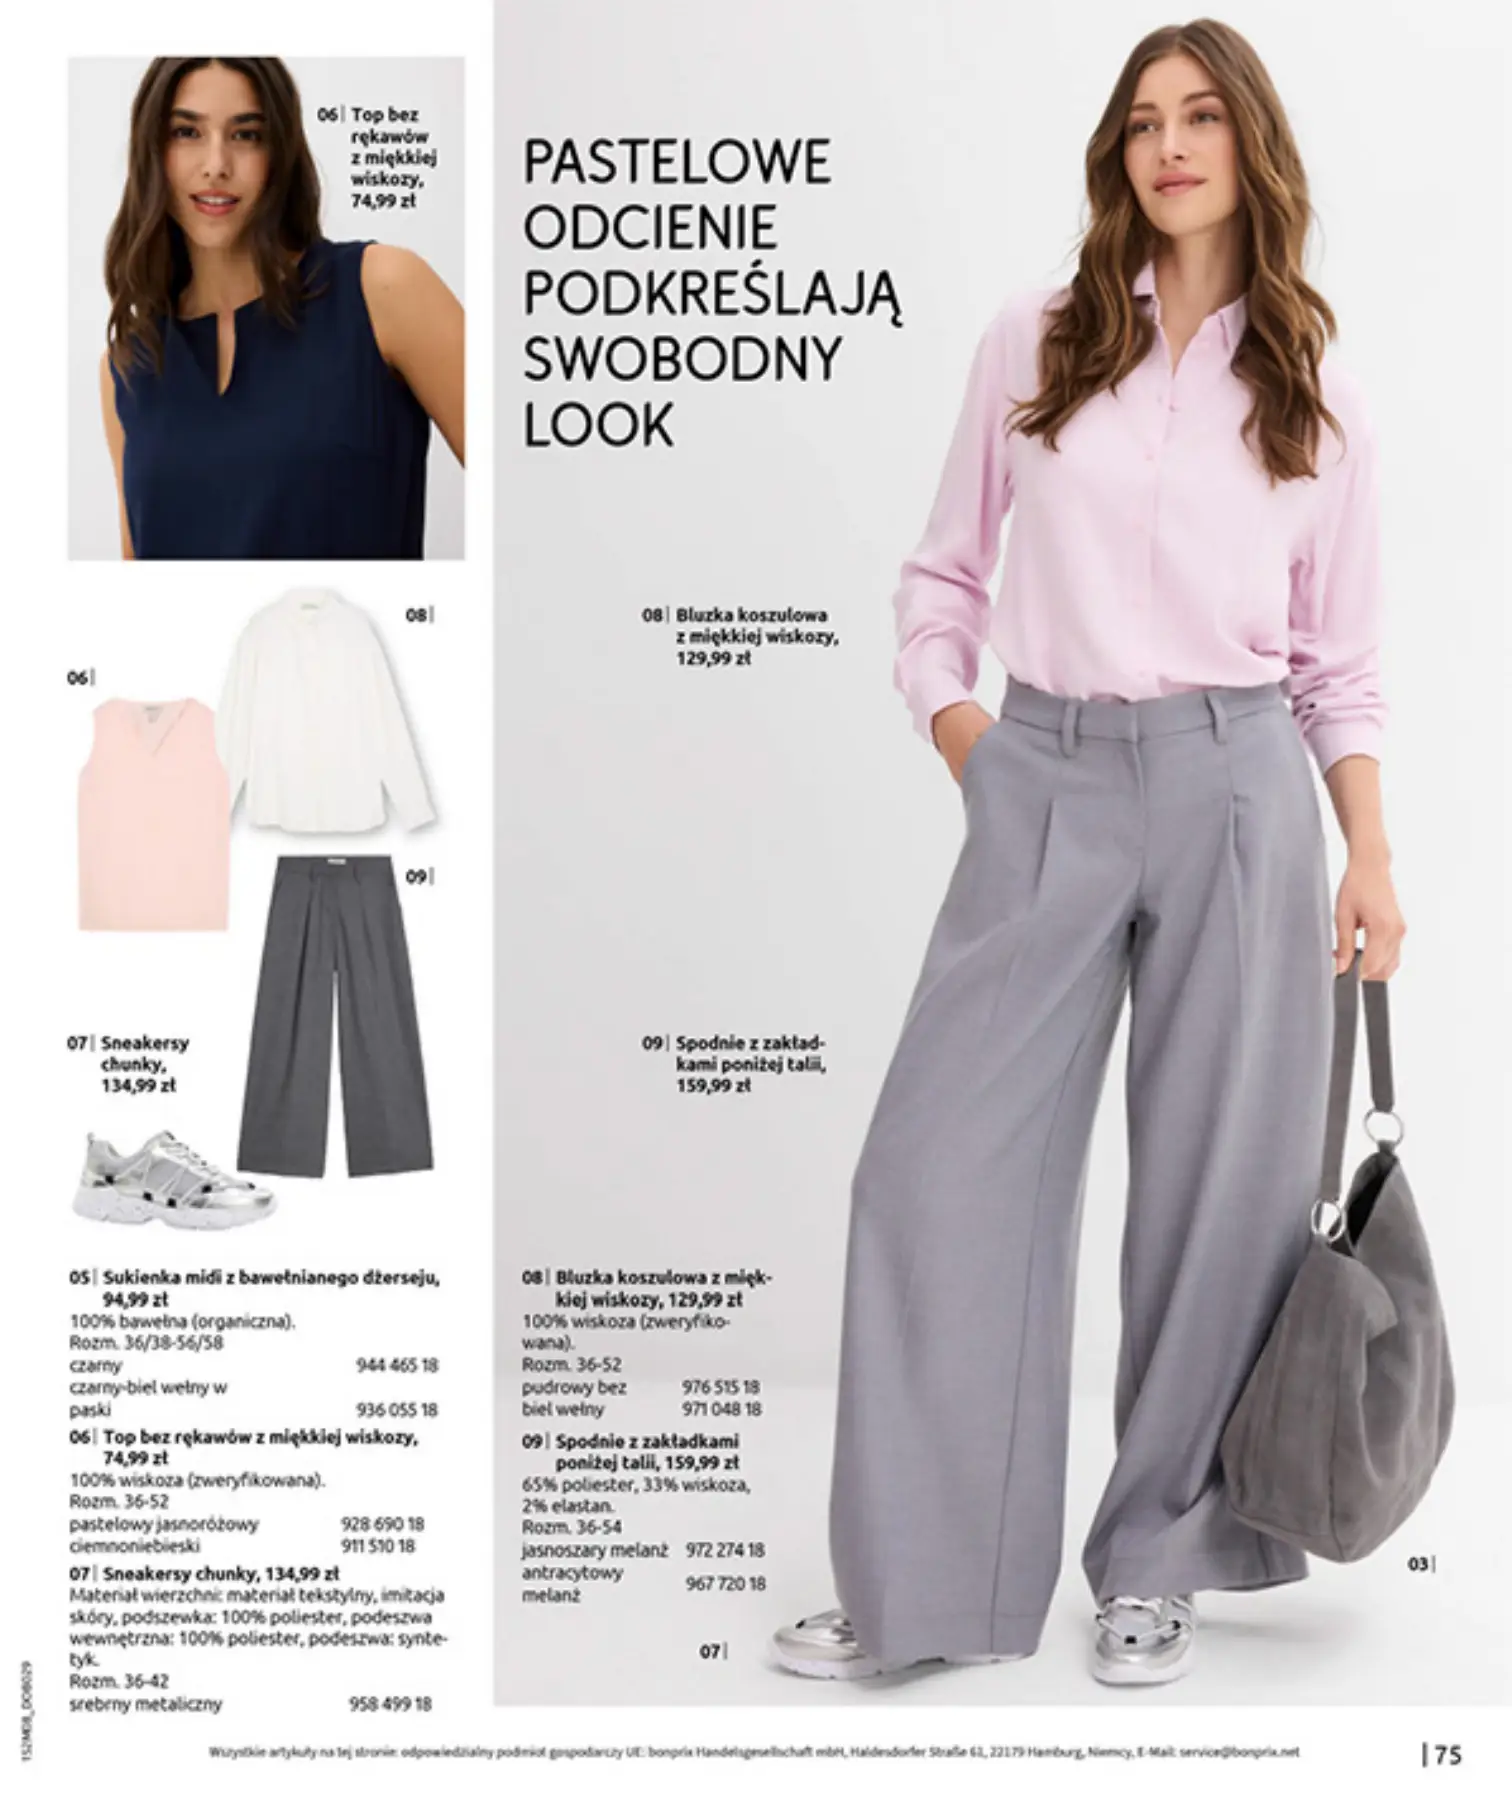 06| Top bez
rękawów
z miękkiej
wiskozy,
74,99 zł
PASTELOWE
ODCIENIE
PODKREŚLAJĄ
SWOBODNY
LOOK
08|
06|
09|
08| Bluzka koszulowa
z miękkiej wiskozy,
129,99 zł
07| Sneakersy
chunky,
134,99 zł
09| Spodnie z zakład-
kami poniżej talii,
159,99 zł
05| Sukienka midi z bawełnianego dżerseju,
94,99 zł
100% bawełna (organiczna).
Rozm. 36/38-56/58
czarny 944 465 18
czarny-biel wełny w
paski 936 055 18
06| Top bez rękawów z miękkiej wiskozy,
74,99 zł
100% wiskoza (zweryfikowana).
Rozm. 36-52
pastelowy jasnoróżowy 928 690 18
ciemnoniebieski 911 510 18
07| Sneakersy chunky, 134,99 zł
Materiał wierzchni: materiał tekstylny, imitacja
skóry, podszewka: 100% poliester, podeszwa
wewnętrzna: 100% poliester, podeszwa: synte-
tyk.
Rozm. 36-42
srebrny metaliczny 958 499 18
08| Bluzka koszulowa z mięk-
kiej wiskozy, 129,99 zł
100% wiskoza (zweryfiko-
wana).
Rozm. 36-52
pudrowy bez 976 515 18
biel wełny 971 048 18
09| Spodnie z zakładkami
poniżej talii, 159,99 zł
65% poliester, 33% wiskoza,
2% elastan.
Rozm. 36-54
jasnoszary melanż 972 274 18
antracytowy
melanż 967 720 18
03|
07|
152M08_DOB029
Wszystkie artykuły na tej stronie: odpowiedzialny podmiot gospodarczy UE: bonprix Handelsgesellschaft mbH, Haldesdorfer Straße 61, 22179 Hamburg, Niemcy, E-Mail: service@bonprix.net
|75